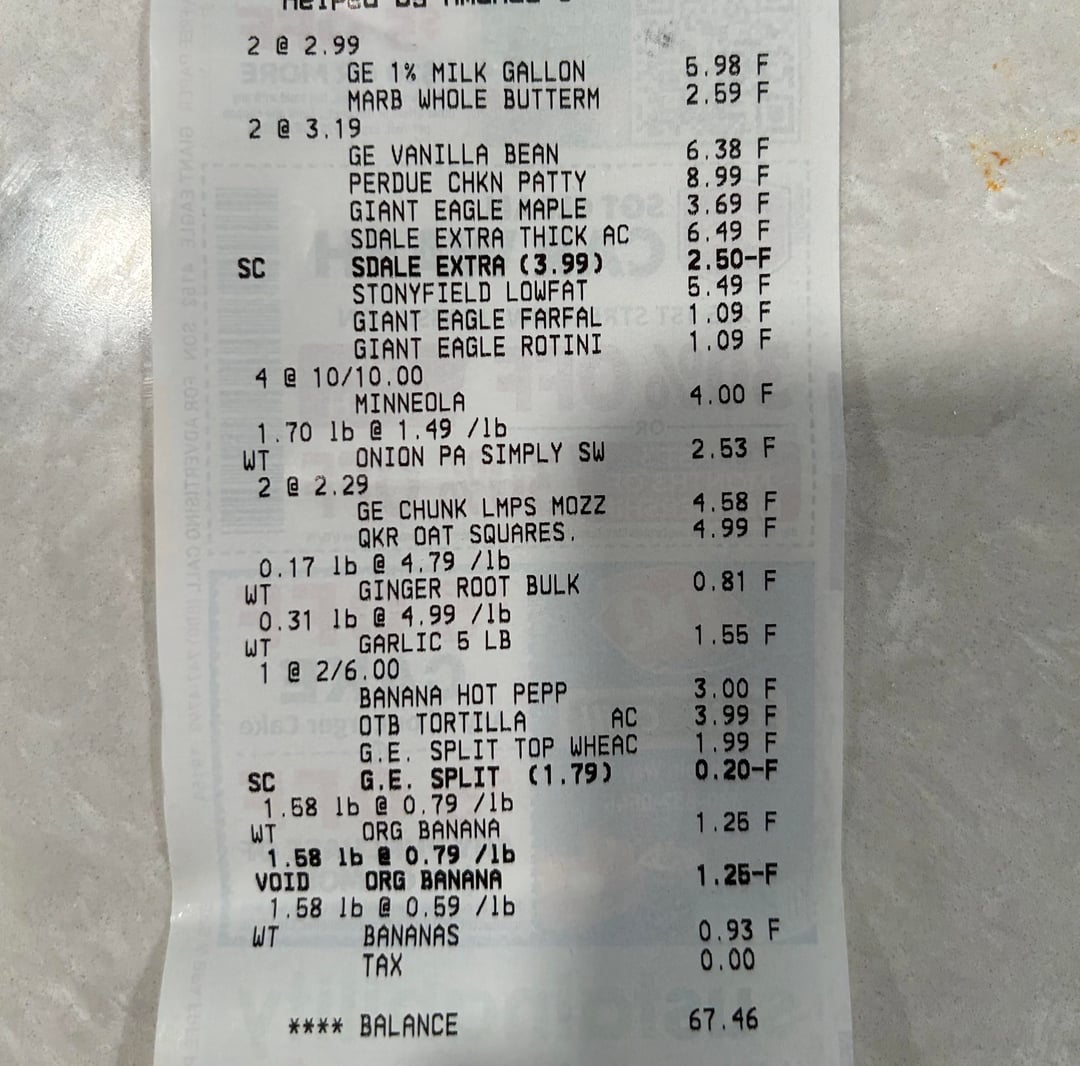 Helped by
2 @ 2.99
GE 1% MILK GALLON 5.98 F
MARB WHOLE BUTTERM 2.59 F
2 @ 3.19
GE VANILLA BEAN 6.38 F
PERDUE CHKN PATTY 8.99 F
GIANT EAGLE MAPLE 3.69 F
SDALE EXTRA THICK AC 6.49 F
SC SDALE EXTRA (3.99) 2.50-F
STONYFIELD LOWFAT 5.49 F
GIANT EAGLE FARFAL 1.09 F
GIANT EAGLE ROTINI 1.09 F
4 @ 10/10.00
MINNEOLA 4.00 F
1.70 lb @ 1.49 /lb
WT ONION PA SIMPLY SW 2.53 F
2 @ 2.29
GE CHUNK LMPS MOZZ 4.58 F
QKR OAT SQUARES. 4.99 F
0.17 lb @ 4.79 /lb
WT GINGER ROOT BULK 0.81 F
0.31 lb @ 4.99 /lb
WT GARLIC 5 LB 1.55 F
1 @ 2/6.00
BANANA HOT PEPP 3.00 F
OTB TORTILLA AC 3.99 F
G.E. SPLIT TOP WHEAC 1.99 F
SC G.E. SPLIT (1.79) 0.20-F
1.58 lb @ 0.79 /lb
WT ORG BANANA 1.25 F
1.58 lb @ 0.79 /lb
VOID ORG BANANA 1.25-F
1.58 lb @ 0.59 /lb
WT BANANAS 0.93 F
TAX 0.00
**** BALANCE 67.46